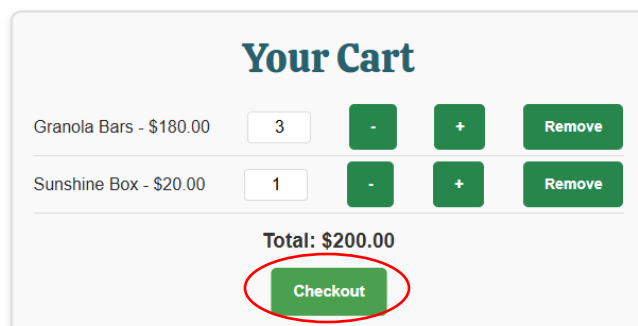 Your Cart
Granola Bars - $180.00 3 - + Remove
Sunshine Box - $20.00 1 - + Remove
Total: $200.00
Checkout